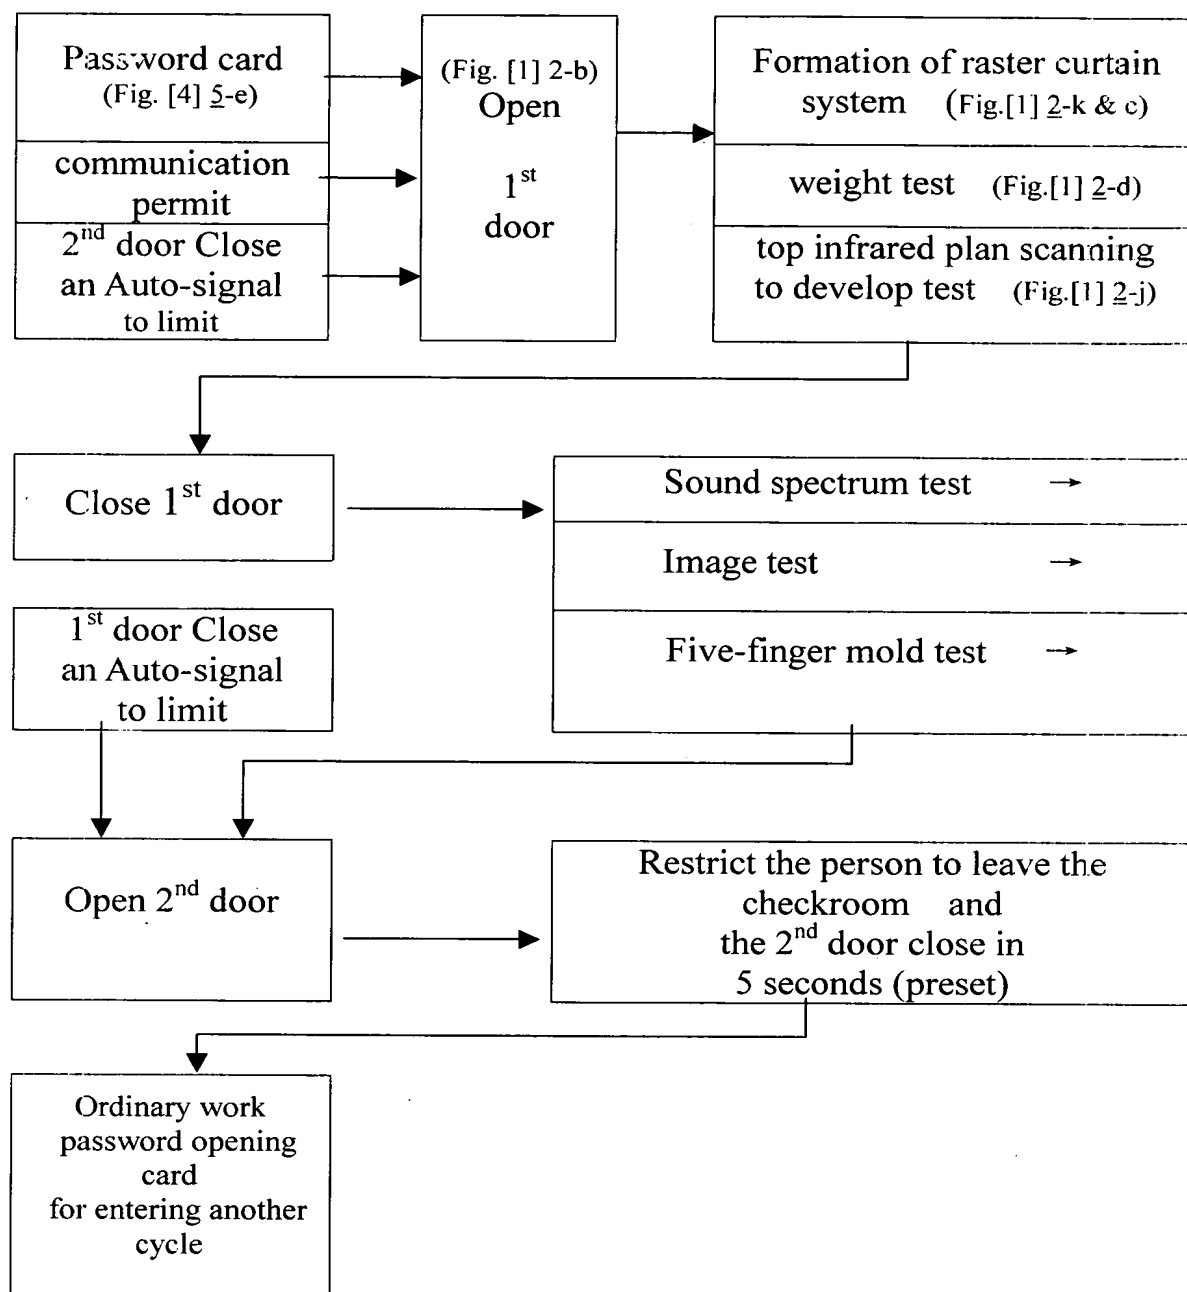 Password card
(Fig. [4] 5-e)
communication
permit
2nd door Close
an Auto-signal
to limit
(Fig. [1] 2-b)
Open
1st
door
Formation of raster curtain
system (Fig.[1] 2-k & c)
weight test (Fig.[1] 2-d)
top infrared plan scanning
to develop test (Fig.[1] 2-j)
Close 1st door
Sound spectrum test →
Image test →
Five-finger mold test →
1st door Close
an Auto-signal
to limit
Open 2nd door
Restrict the person to leave the
checkroom and
the 2nd door close in
5 seconds (preset)
Ordinary work
password opening
card
for entering another
cycle